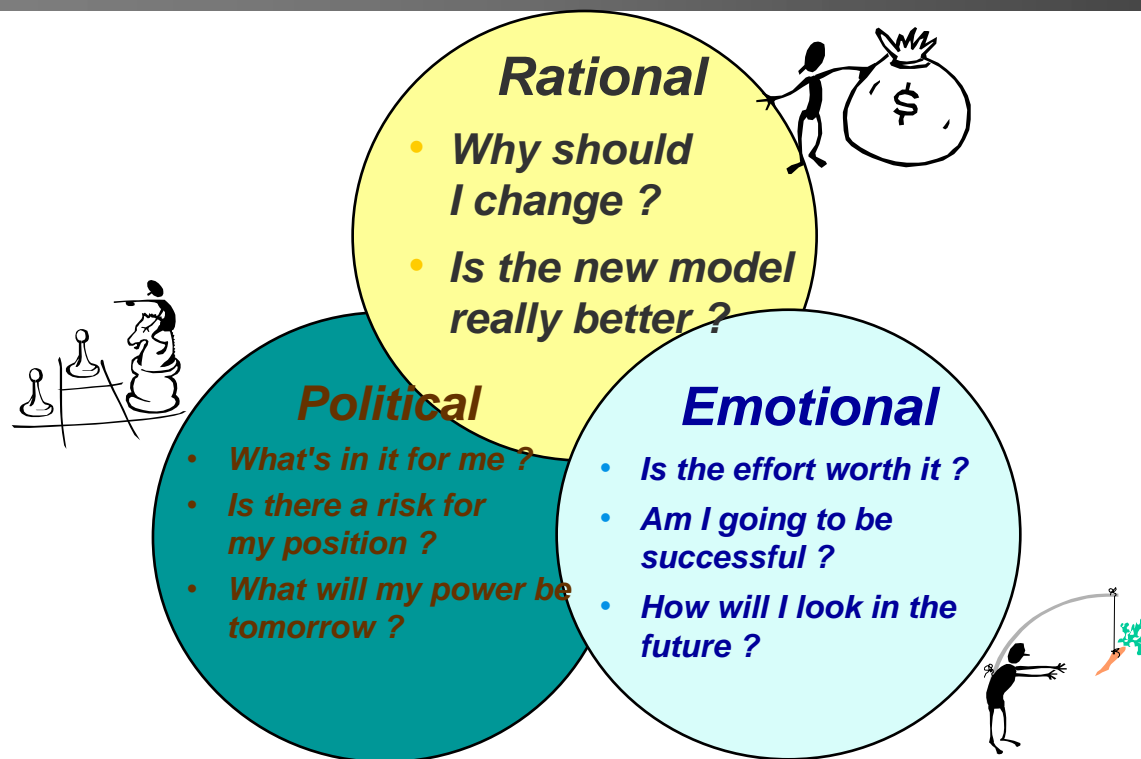 Rational
• Why should
I change ?
• Is the new model
really better ?
$
Political
• What's in it for me ?
• Is there a risk for
my position ?
• What will my power be
tomorrow ?
Emotional
• Is the effort worth it ?
• Am I going to be
successful ?
• How will I look in the
future ?